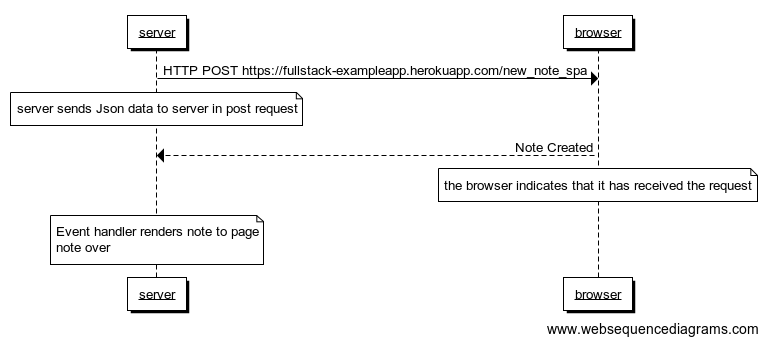 server
browser
HTTP POST https://fullstack-exampleapp.herokuapp.com/new_note_spa
server sends Json data to server in post request
Note Created
the browser indicates that it has received the request
Event handler renders note to page
note over
server
browser
www.websequencediagrams.com